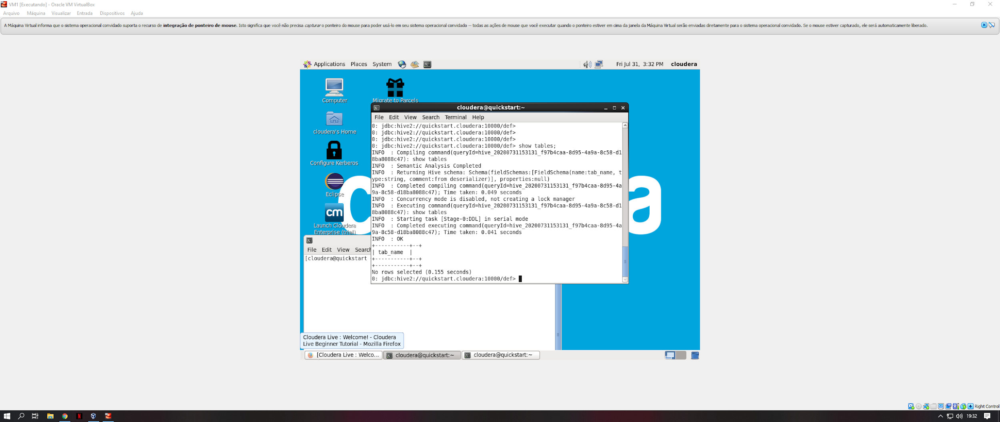 VM1 [Executando] - Oracle VM VirtualBox
Arquivo Máquina Visualizar Entrada Dispositivos Ajuda
A Máquina Virtual informa que o sistema operacional convidado suporta o recurso de integração de ponteiro de mouse. Isto significa que você não precisa capturar o ponteiro do mouse para poder usá-lo em seu sistema operacional convidado -- todas as ações de mouse que você executar quando o ponteiro estiver em cima da janela da Máquina Virtual serão enviadas diretamente para o sistema operacional convidado. Se o mouse estiver capturado, ele será automaticamente liberado.
Applications Places System Fri Jul 31, 3:32 PM cloudera
Computer
Migrate to Parcels
cloudera's Home
Configure Kerberos
Eclipse
cm
Launch Cloudera
Enterprise (trial)
cloudera@quickstart:~
File Edit View Search Terminal Help
0: jdbc:hive2://quickstart.cloudera:10000/def>
0: jdbc:hive2://quickstart.cloudera:10000/def>
0: jdbc:hive2://quickstart.cloudera:10000/def>
0: jdbc:hive2://quickstart.cloudera:10000/def> show tables;
INFO  : Compiling command(queryId=hive_20200731153131_f97b4caa-8d95-4a9a-8c58-d1
8ba8088c47): show tables
INFO  : Semantic Analysis Completed
INFO  : Returning Hive schema: Schema(fieldSchemas:[FieldSchema(name:tab_name, t
ype:string, comment:from deserializer)], properties:null)
INFO  : Completed compiling command(queryId=hive_20200731153131_f97b4caa-8d95-4a
9a-8c58-d18ba8088c47); Time taken: 0.049 seconds
INFO  : Concurrency mode is disabled, not creating a lock manager
INFO  : Executing command(queryId=hive_20200731153131_f97b4caa-8d95-4a9a-8c58-d1
8ba8088c47): show tables
INFO  : Starting task [Stage-0:DDL] in serial mode
INFO  : Completed executing command(queryId=hive_20200731153131_f97b4caa-8d95-4a
9a-8c58-d18ba8088c47); Time taken: 0.041 seconds
INFO  : OK
+-----------+--+
| tab_name  |
+-----------+--+
+-----------+--+
No rows selected (0.155 seconds)
0: jdbc:hive2://quickstart.cloudera:10000/def>
File Edit View Search
[cloudera@quickstart
c a
Cloudera Live : Welcome! - Cloudera
Live Beginner Tutorial - Mozilla Firefox
[Cloudera Live : Welco... cloudera@quickstart:~ cloudera@quickstart:~
Right Control
N 19:32